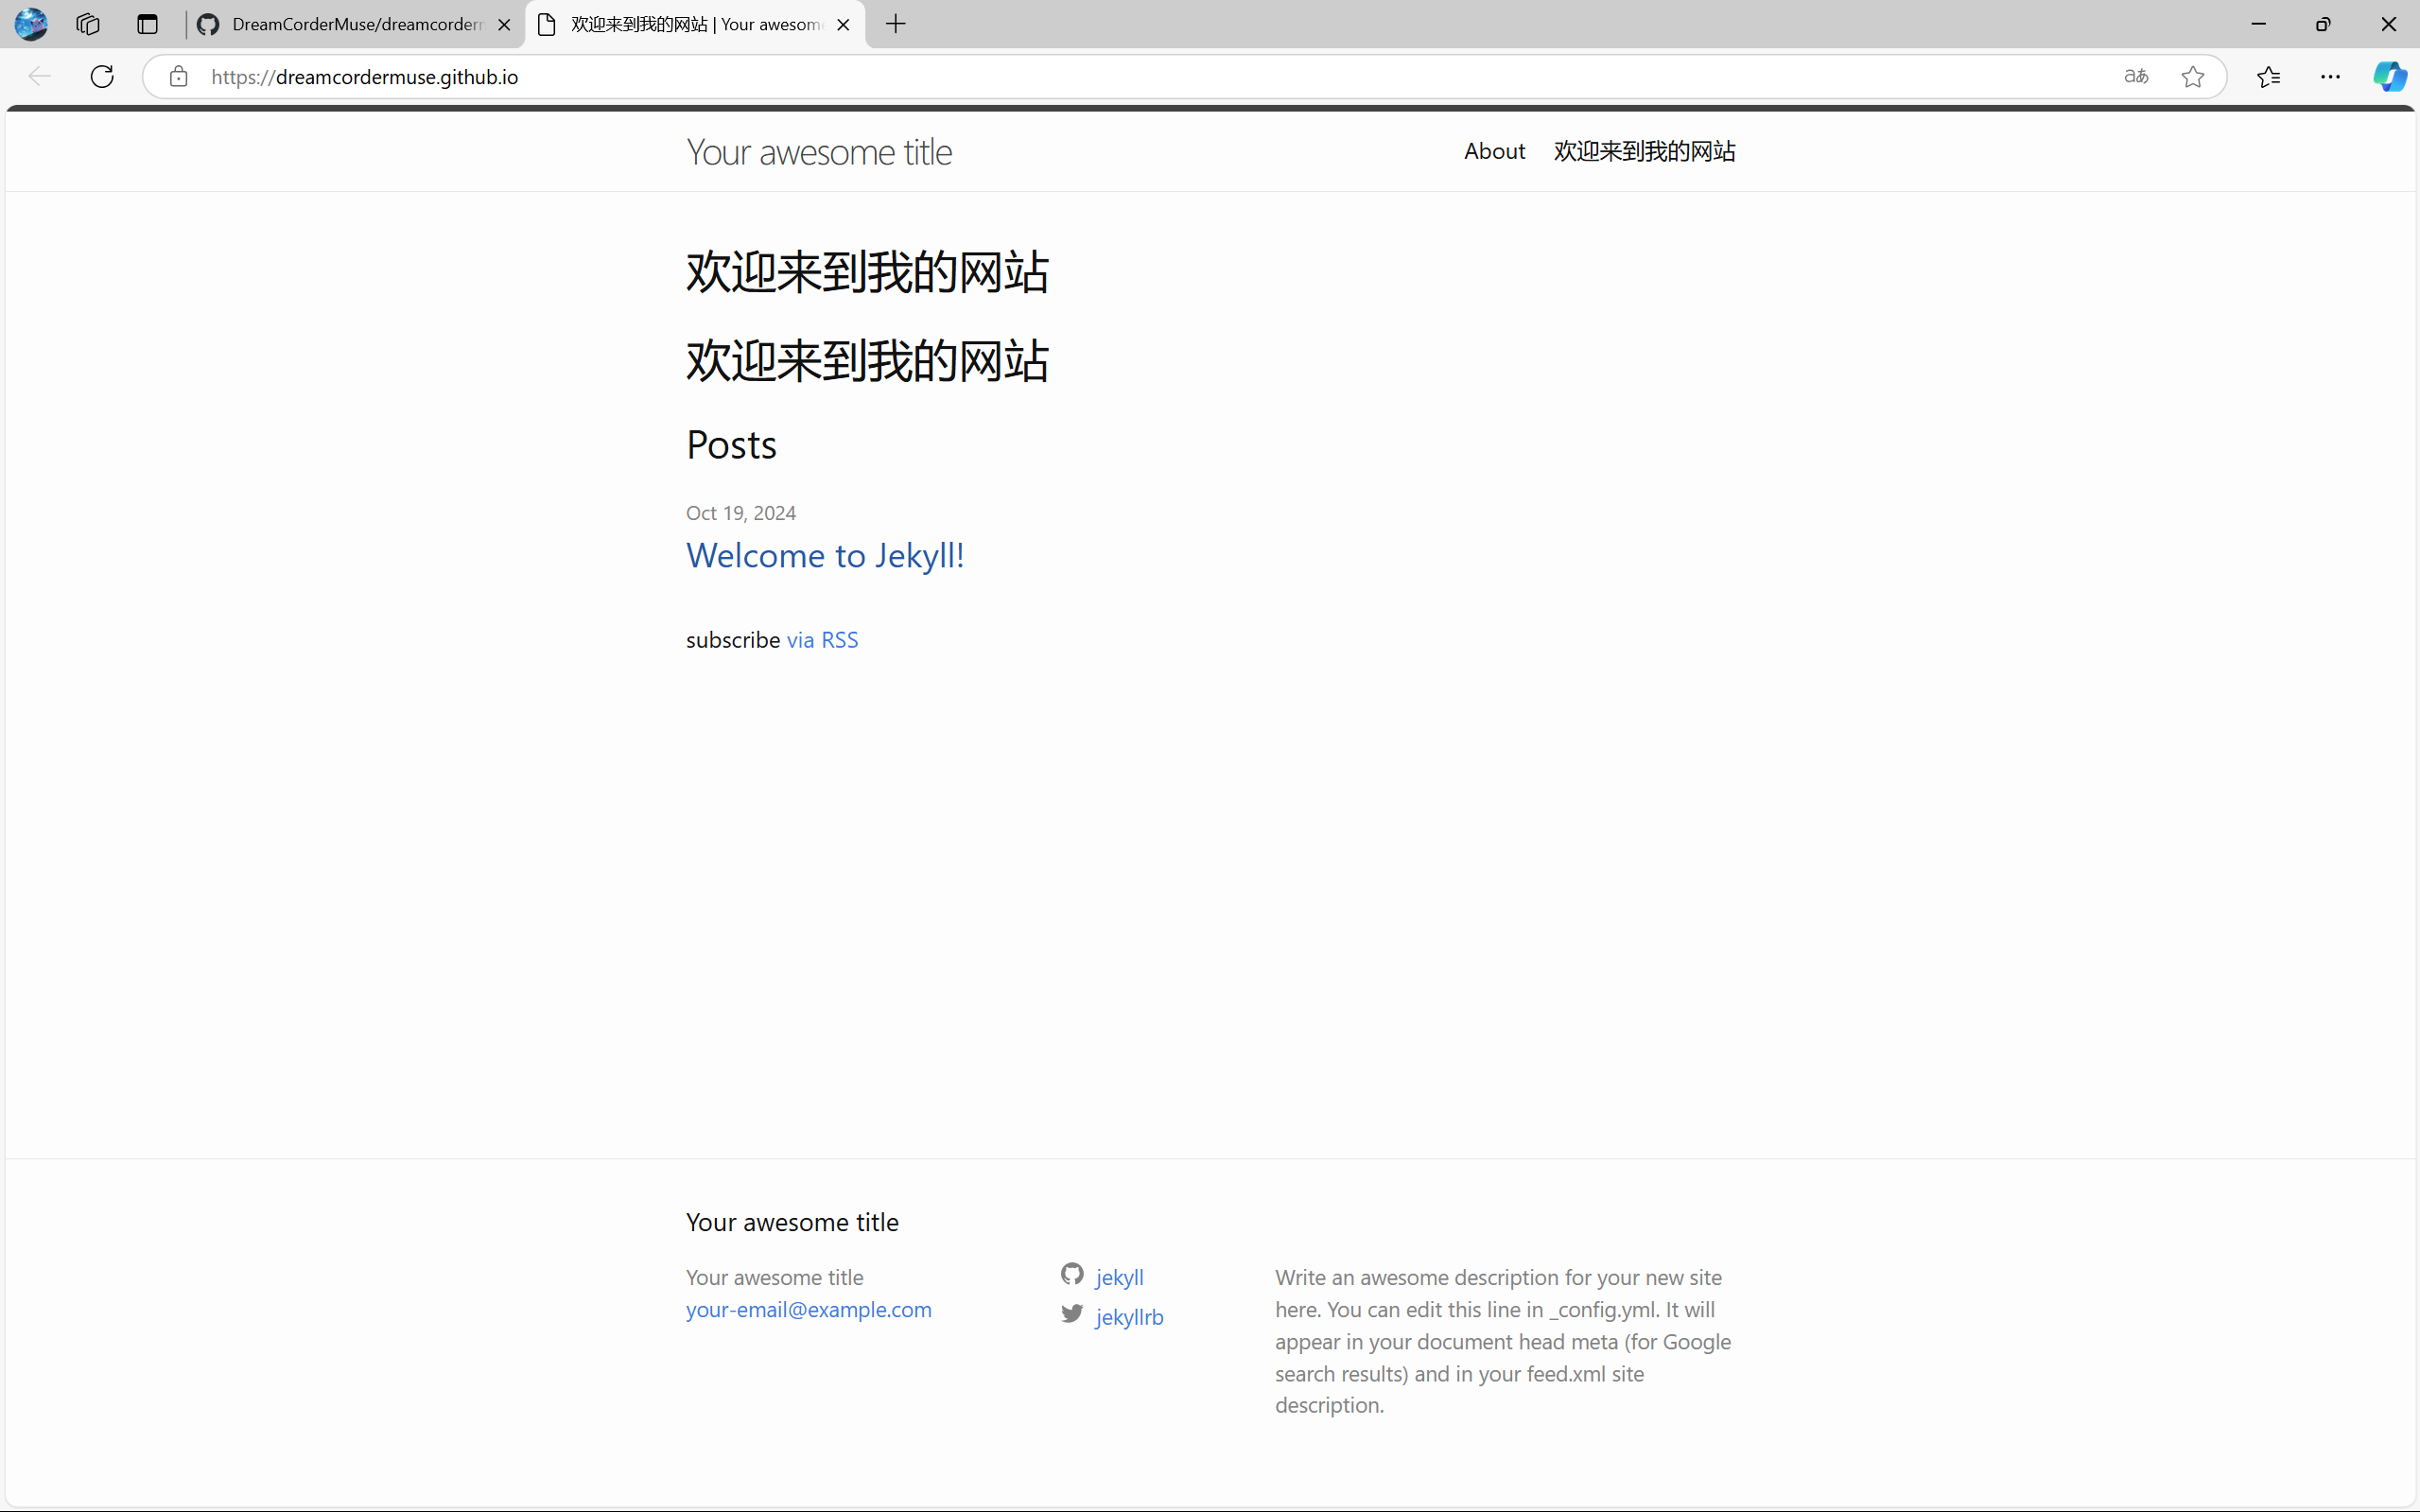 DreamCorderMuse/dreamcorder
欢迎来到我的网站 | Your awesom
https://dreamcordermuse.github.io
aあ
Your awesome title
About 欢迎来到我的网站
欢迎来到我的网站
欢迎来到我的网站
Posts
Oct 19, 2024
Welcome to Jekyll!
subscribe via RSS
Your awesome title
Your awesome title
your-email@example.com
jekyll
jekyllrb
Write an awesome description for your new site
here. You can edit this line in _config.yml. It will
appear in your document head meta (for Google
search results) and in your feed.xml site
description.